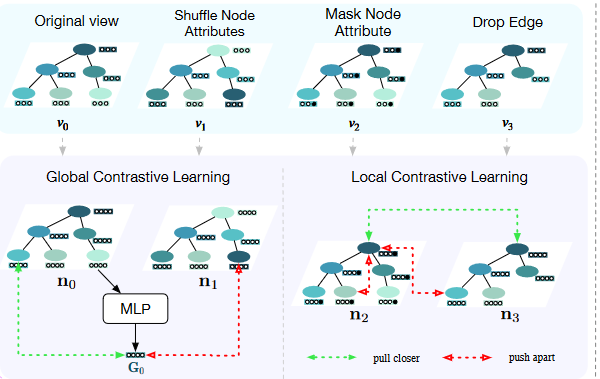 Original view
Shuffle Node
Attributes
Mask Node
Attribute
Drop Edge
v0
v1
v2
v3
Global Contrastive Learning
Local Contrastive Learning
n0
n1
n2
n3
MLP
G0
pull closer
push apart